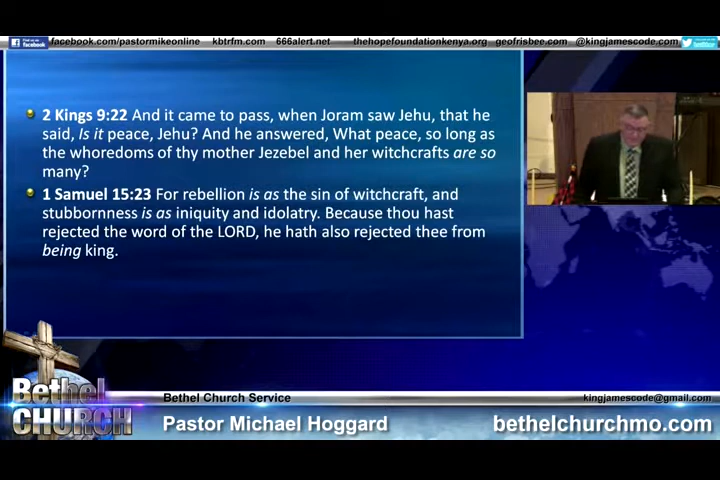 Find us on facebook facebook.com/pastormikeonline kbtrfm.com 666alert.net thehopefoundationkenya.org geofrisbee.com @kingjamescode.com twitter
2 Kings 9:22 And it came to pass, when Joram saw Jehu, that he
said, Is it peace, Jehu? And he answered, What peace, so long as
the whoredoms of thy mother Jezebel and her witchcrafts are so
many?
1 Samuel 15:23 For rebellion is as the sin of witchcraft, and
stubbornness is as iniquity and idolatry. Because thou hast
rejected the word of the LORD, he hath also rejected thee from
being king.
Bethel
CHURCH
Bethel Church Service kingjamescode@gmail.com
Pastor Michael Hoggard bethelchurchmo.com